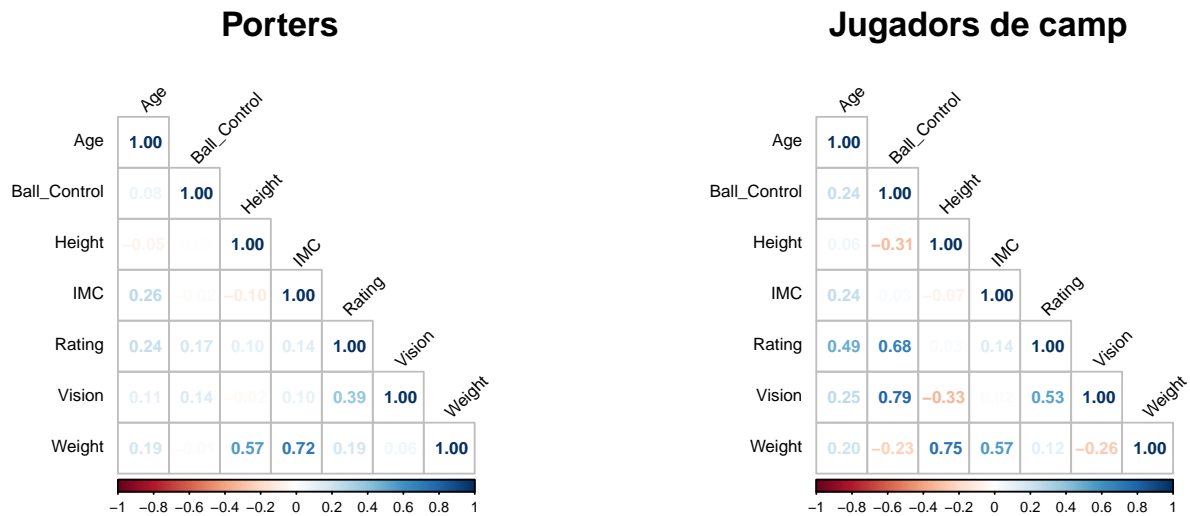 Porters
Age
Ball_Control
Height
IMC
Rating
Vision
Weight
Age 1.00
Ball_Control 0.08 1.00
Height −0.05 1.00
IMC 0.26 −0.02 −0.10 1.00
Rating 0.24 0.17 0.10 0.14 1.00
Vision 0.11 0.14 −0.02 0.10 0.39 1.00
Weight 0.19 −0.01 0.57 0.72 0.19 0.06 1.00
−1 −0.8 −0.6 −0.4 −0.2 0 0.2 0.4 0.6 0.8 1
Jugadors de camp
Age
Ball_Control
Height
IMC
Rating
Vision
Weight
Age 1.00
Ball_Control 0.24 1.00
Height 0.06 −0.31 1.00
IMC 0.24 0.03 −0.07 1.00
Rating 0.49 0.68 0.03 0.14 1.00
Vision 0.25 0.79 −0.33 0.53 1.00
Weight 0.20 −0.23 0.75 0.57 0.12 −0.26 1.00
−1 −0.8 −0.6 −0.4 −0.2 0 0.2 0.4 0.6 0.8 1